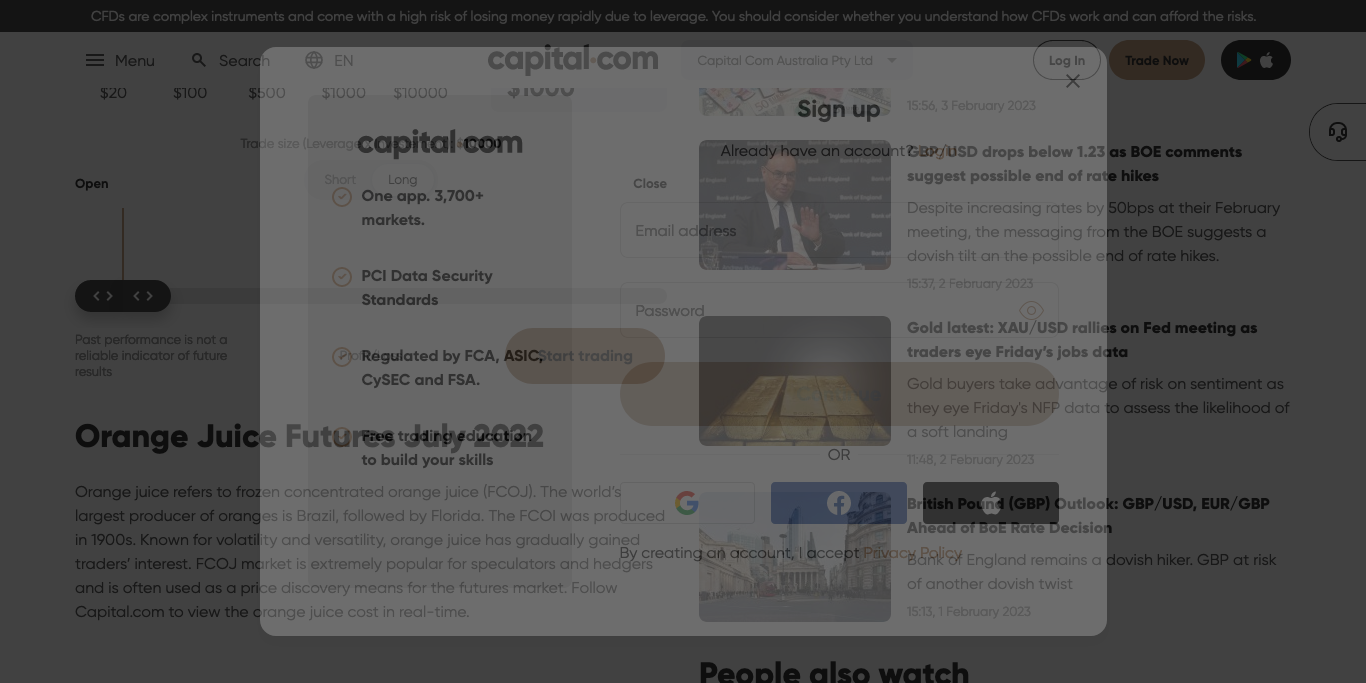 CFDs are complex instruments and come with a high risk of losing money rapidly due to leverage. You should consider whether you understand how CFDs work and can afford the risks.
Menu
Search
EN
capital.com
Capital Com Australia Pty Ltd
Log In
Trade Now
$20
$100
$500
$1000
$10000
$1000
Trade size (Leverage
$10000
Short
Long
Open
Close
Past performance is not a
reliable indicator of future
results
Start trading
Orange Juice Futures July 2022
Orange juice refers to frozen concentrated orange juice (FCOJ). The world's
largest producer of oranges is Brazil, followed by Florida. The FCOI was produced
in 1900s. Known for volatility and versatility, orange juice has gradually gained
traders' interest. FCOJ market is extremely popular for speculators and hedgers
and is often used as a price discovery means for the futures market. Follow
Capital.com to view the orange juice cost in real-time.
capital.com
One app. 3,700+
markets.
PCI Data Security
Standards
Regulated by FCA, ASIC,
CySEC and FSA.
Free trading education
to build your skills
Sign up
Already have an account?
Email address
Password
OR
By creating an account, I accept Privacy Policy
15:56, 3 February 2023
GBP/USD drops below 1.23 as BOE comments
suggest possible end of rate hikes
Despite increasing rates by 50bps at their February
meeting, the messaging from the BOE suggests a
dovish tilt an the possible end of rate hikes.
15:37, 2 February 2023
Gold latest: XAU/USD rallies on Fed meeting as
traders eye Friday's jobs data
Gold buyers take advantage of risk on sentiment as
they eye Friday's NFP data to assess the likelihood of
a soft landing
11:48, 2 February 2023
British Pound (GBP) Outlook: GBP/USD, EUR/GBP
Ahead of BoE Rate Decision
Bank of England remains a dovish hiker. GBP at risk
of another dovish twist
15:13, 1 February 2023
People also watch